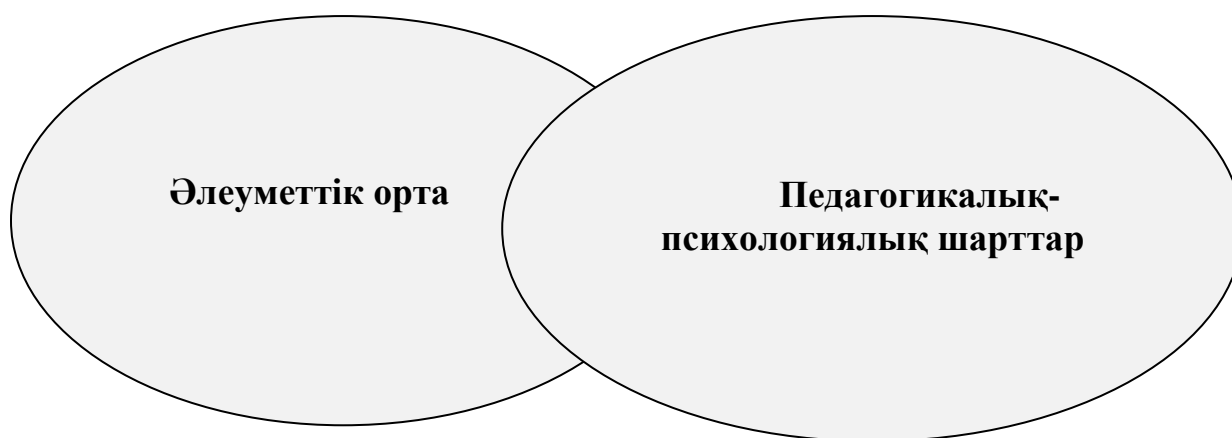 Әлеуметтік орта
Педагогикалық-
психологиялық шарттар